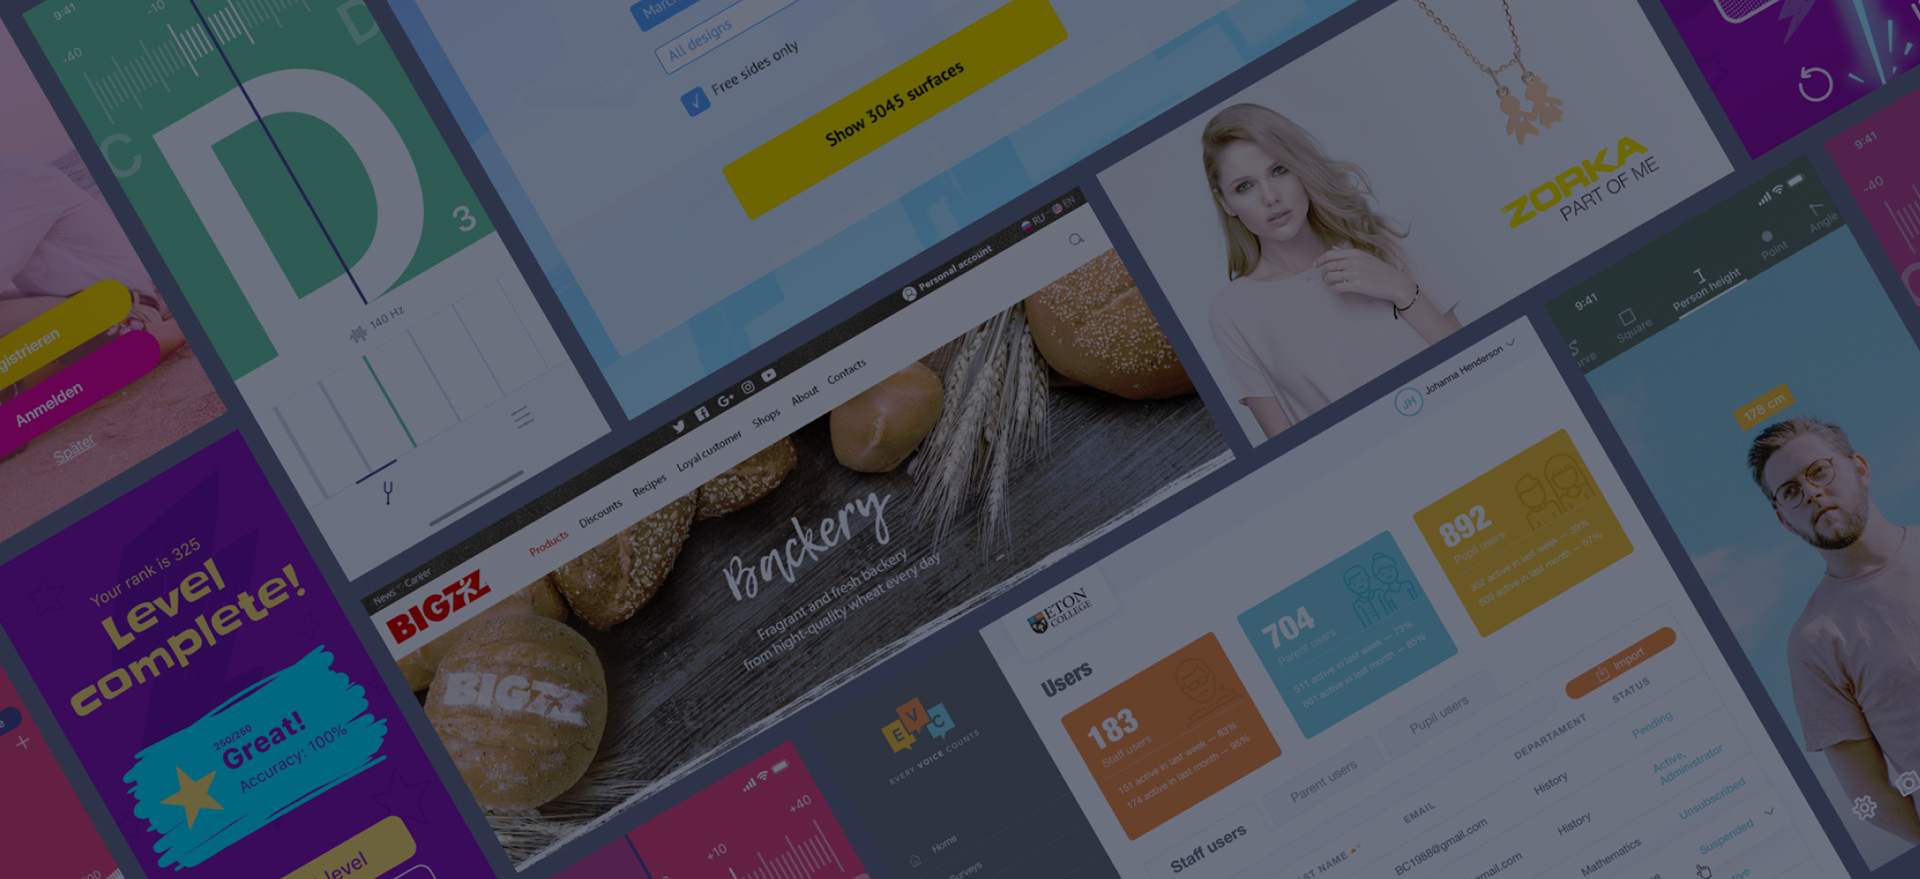 9:41
-10
-40
D
C
D
3
140 Hz
gistrieren
Anmelden
Später
All designs
Free sides only
Show 3045 surfaces
ZORKA
PART OF ME
9:41
-40
9:41
Square
Person height
Point
Angle
178 cm
RU
EN
Personal account
News
Career
BIG
Products
Discounts
Recipes
Loyal customer
Shops
About
Contacts
Backery
Fragrant and fresh backery
from hight-quality wheat every day
BIG
Your rank is 325
Level
complete!
250/250
Great!
Accuracy: 100%
level
+40
+10
EVC
EVERY VOICE COUNTS
Home
ETON
COLLEGE
JH
Johanna Henderson
Users
183
Staff users
151 active in last week — 83%
174 active in last month — 95%
704
Parent users
511 active in last week — 73%
601 active in last month — 85%
892
Pupil users
352 active in last week — 39%
509 active in last month — 57%
Import
Staff users
Parent users
Pupil users
NAME
EMAIL
DEPARTAMENT
STATUS
BC1988@gmail.com
History
Pending
History
Active,
Administrator
Mathematics
Unsubscribed
Suspended